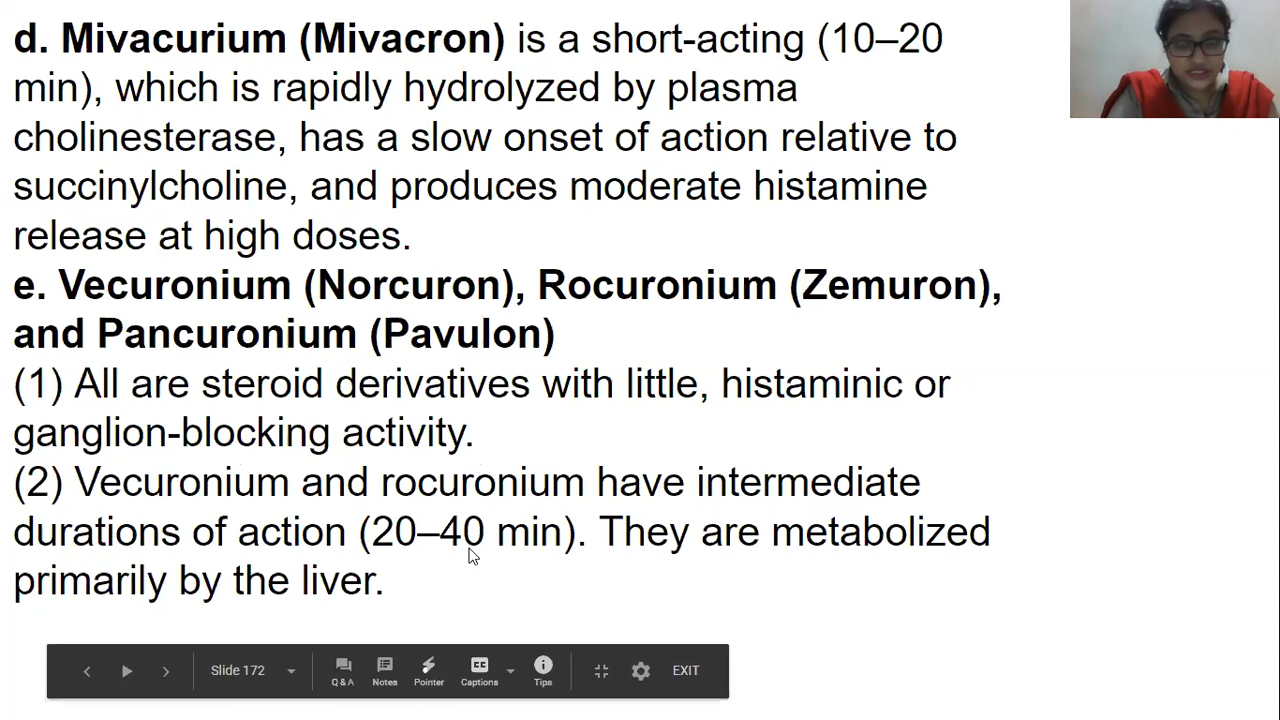 d. Mivacurium (Mivacron) is a short-acting (10–20
min), which is rapidly hydrolyzed by plasma
cholinesterase, has a slow onset of action relative to
succinylcholine, and produces moderate histamine
release at high doses.
e. Vecuronium (Norcuron), Rocuronium (Zemuron),
and Pancuronium (Pavulon)
(1) All are steroid derivatives with little, histaminic or
ganglion-blocking activity.
(2) Vecuronium and rocuronium have intermediate
durations of action (20–40 min). They are metabolized
primarily by the liver.
Slide 172 Q & A Notes Pointer CC Captions Tips EXIT